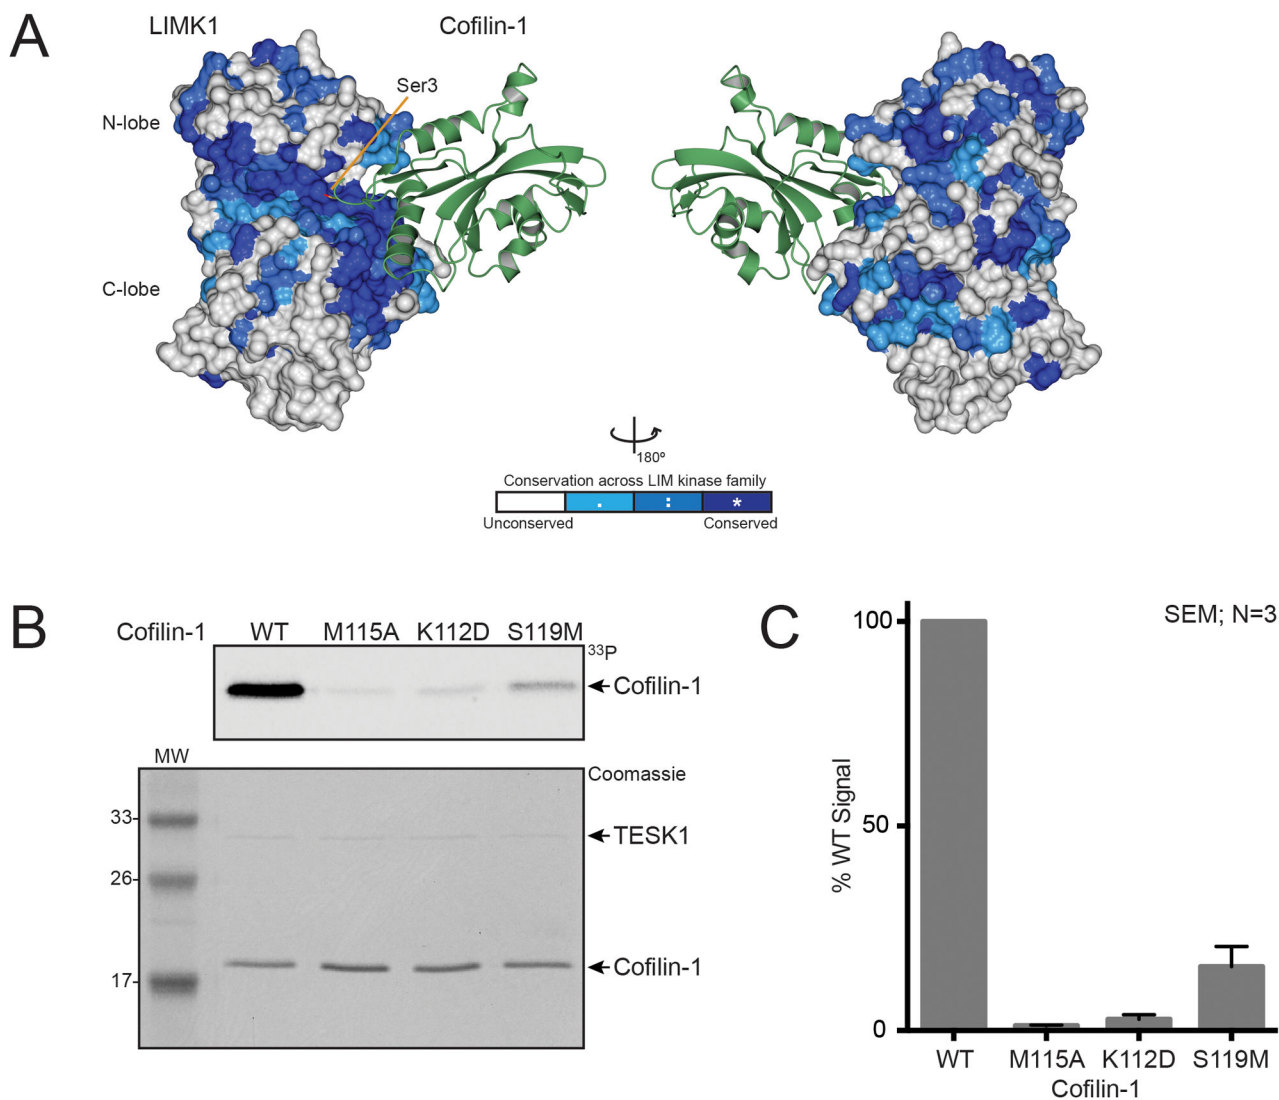 A
LIMK1
Cofilin-1
Ser3
N-lobe
C-lobe
180º
Conservation across LIM kinase family
. : *
Unconserved Conserved
B
Cofilin-1 WT M115A K112D S119M
33P
Cofilin-1
MW
Coomassie
33-
TESK1
26-
Cofilin-1
17-
C
SEM; N=3
100
50
0
% WT Signal
WT M115A K112D S119M
Cofilin-1